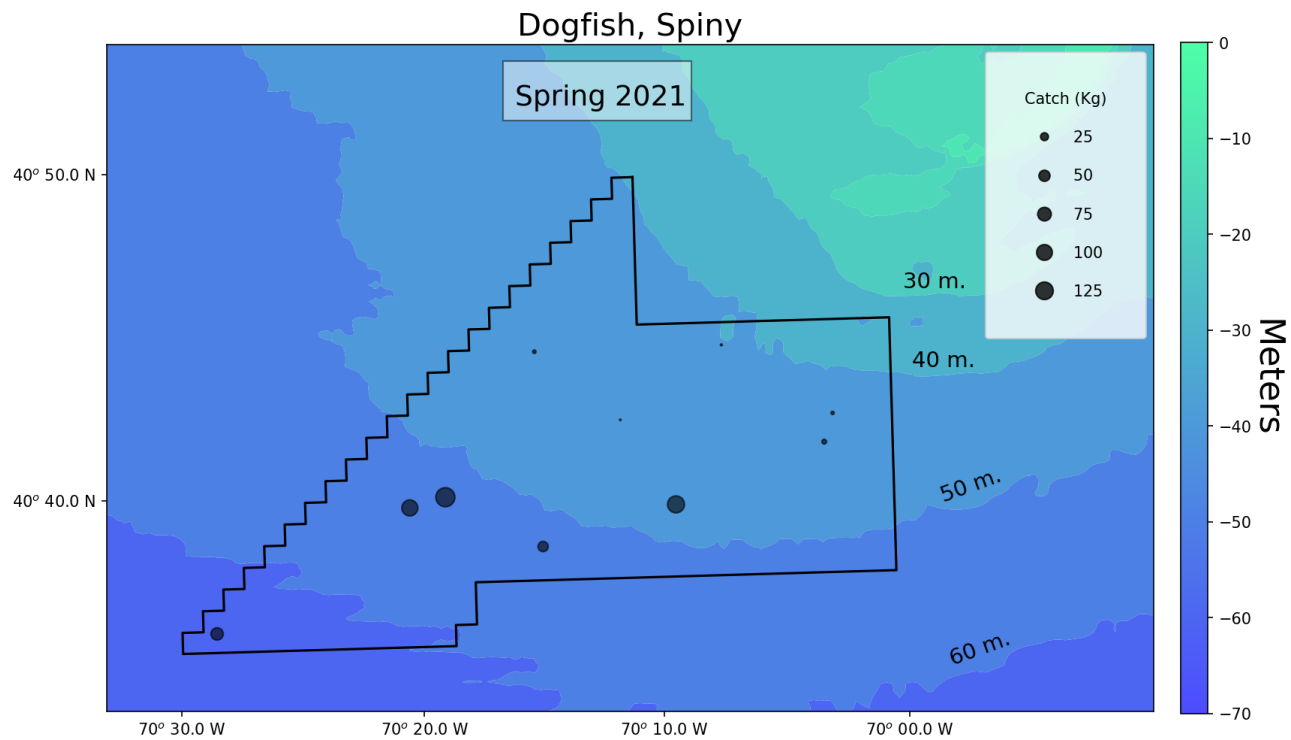 Dogfish, Spiny
Spring 2021
Catch (Kg)
25
50
75
100
125
30 m.
40 m.
50 m.
60 m.
40° 50.0 N
40° 40.0 N
70° 30.0 W
70° 20.0 W
70° 10.0 W
70° 00.0 W
0
−10
−20
−30
−40
−50
−60
−70
Meters